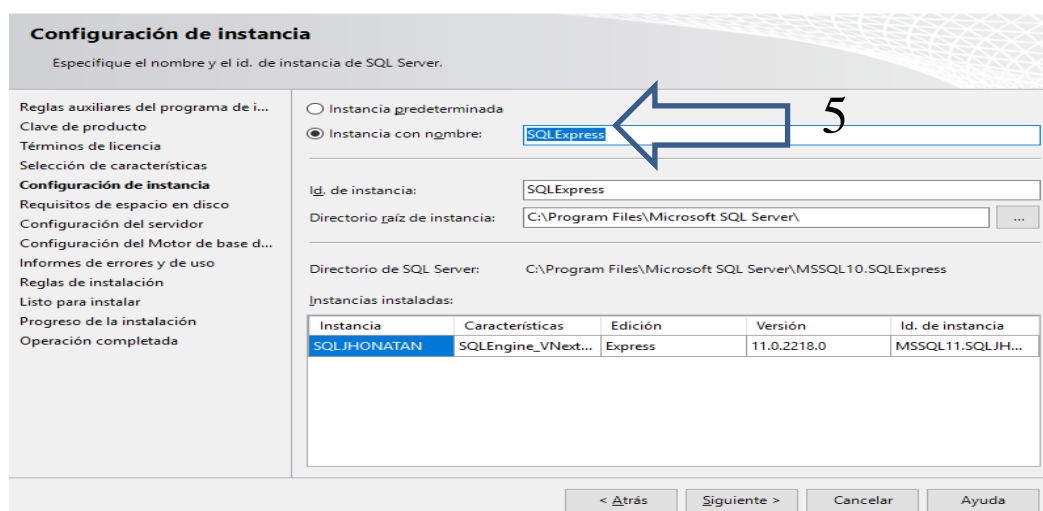 Configuración de instancia
Especifique el nombre y el id. de instancia de SQL Server.
Reglas auxiliares del programa de i...
Clave de producto
Términos de licencia
Selección de características
Configuración de instancia
Requisitos de espacio en disco
Configuración del servidor
Configuración del Motor de base d...
Informes de errores y de uso
Reglas de instalación
Listo para instalar
Progreso de la instalación
Operación completada
Instancia predeterminada
Instancia con nombre: SQLExpress
5
Id. de instancia: SQLExpress
Directorio raíz de instancia: C:\Program Files\Microsoft SQL Server\ ...
Directorio de SQL Server: C:\Program Files\Microsoft SQL Server\MSSQL10.SQLExpress
Instancias instaladas:
Instancia Características Edición Versión Id. de instancia
SQLJHONATAN SQLEngine_VNext... Express 11.0.2218.0 MSSQL11.SQLJH...
< Atrás Siguiente > Cancelar Ayuda